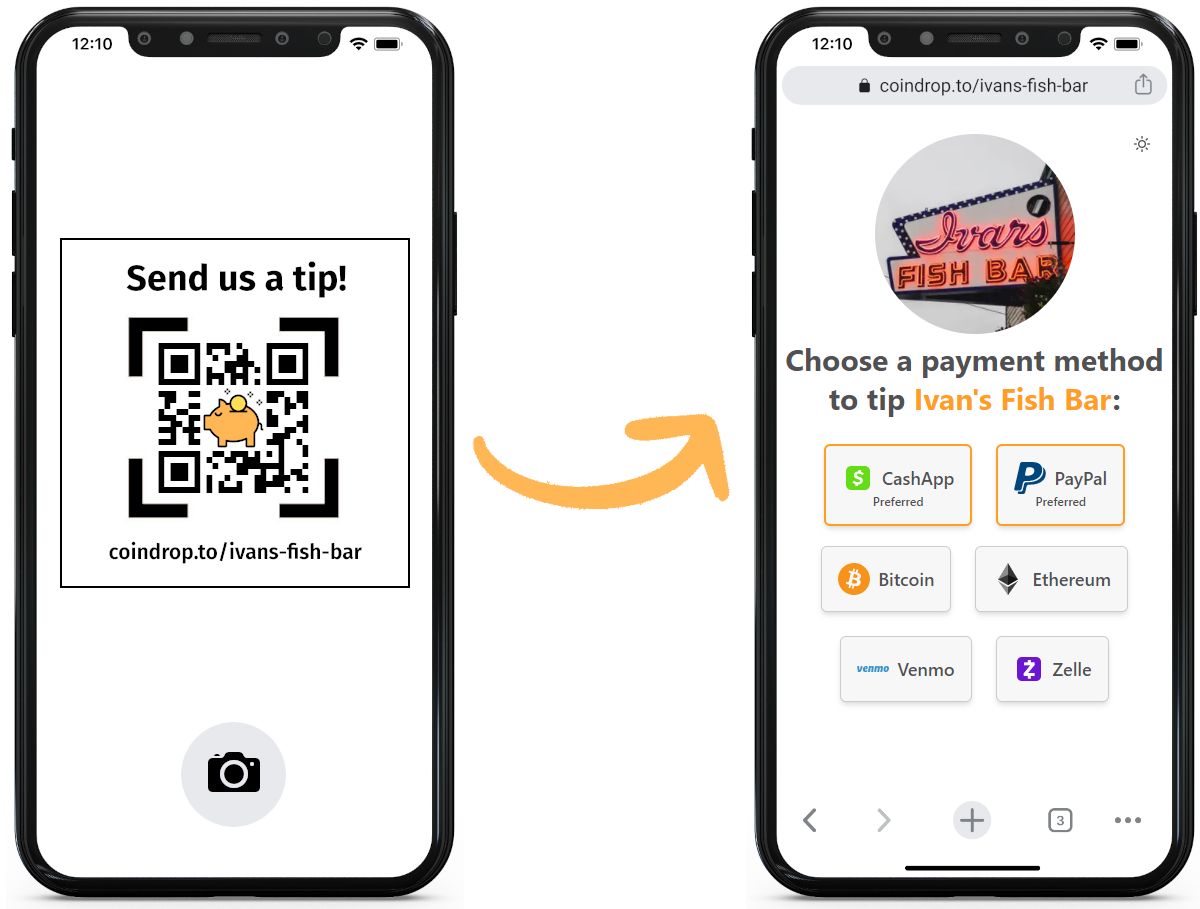 12:10
Send us a tip!
coindrop.to/ivans-fish-bar
12:10
coindrop.to/ivans-fish-bar
Ivars
FISH BAR
Choose a payment method
to tip Ivan's Fish Bar:
CashApp
Preferred
PayPal
Preferred
Bitcoin
Ethereum
venmo Venmo
Zelle
3